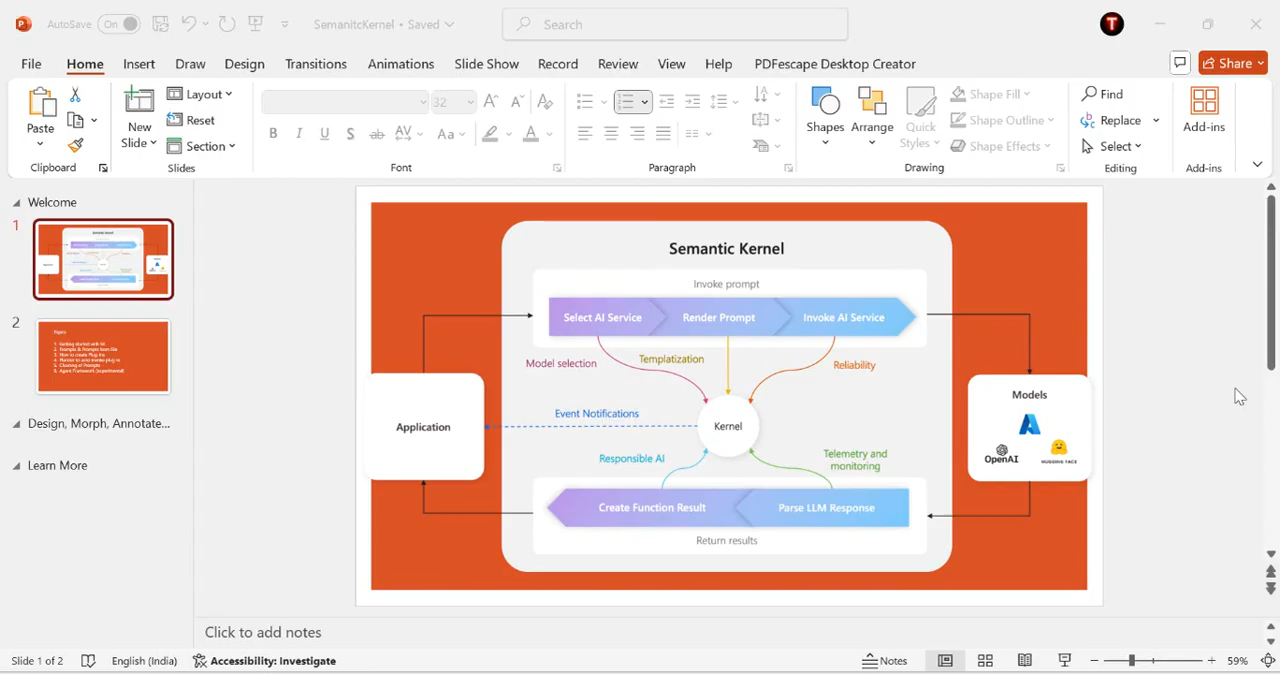 AutoSave On SemanitcKernel • Saved Search T
File Home Insert Draw Design Transitions Animations Slide Show Record Review View Help PDFescape Desktop Creator Share
Paste
Clipboard
New
Slide
Layout
Reset
Section
Slides
32
B I U S ab AV Aa A
Font
Paragraph
Shapes
Arrange
Quick
Styles
Shape Fill
Shape Outline
Shape Effects
Drawing
Find
Replace
Select
Editing
Add-ins
Add-ins
Welcome
1
2
Design, Morph, Annotate...
Learn More
Semantic Kernel
Invoke prompt
Select AI Service Render Prompt Invoke AI Service
Model selection Templatization Reliability
Application
Event Notifications
Kernel
Models
OpenAI
HUGGING FACE
Responsible AI
Telemetry and
monitoring
Create Function Result Parse LLM Response
Return results
Click to add notes
Slide 1 of 2 English (India) Accessibility: Investigate Notes 59%